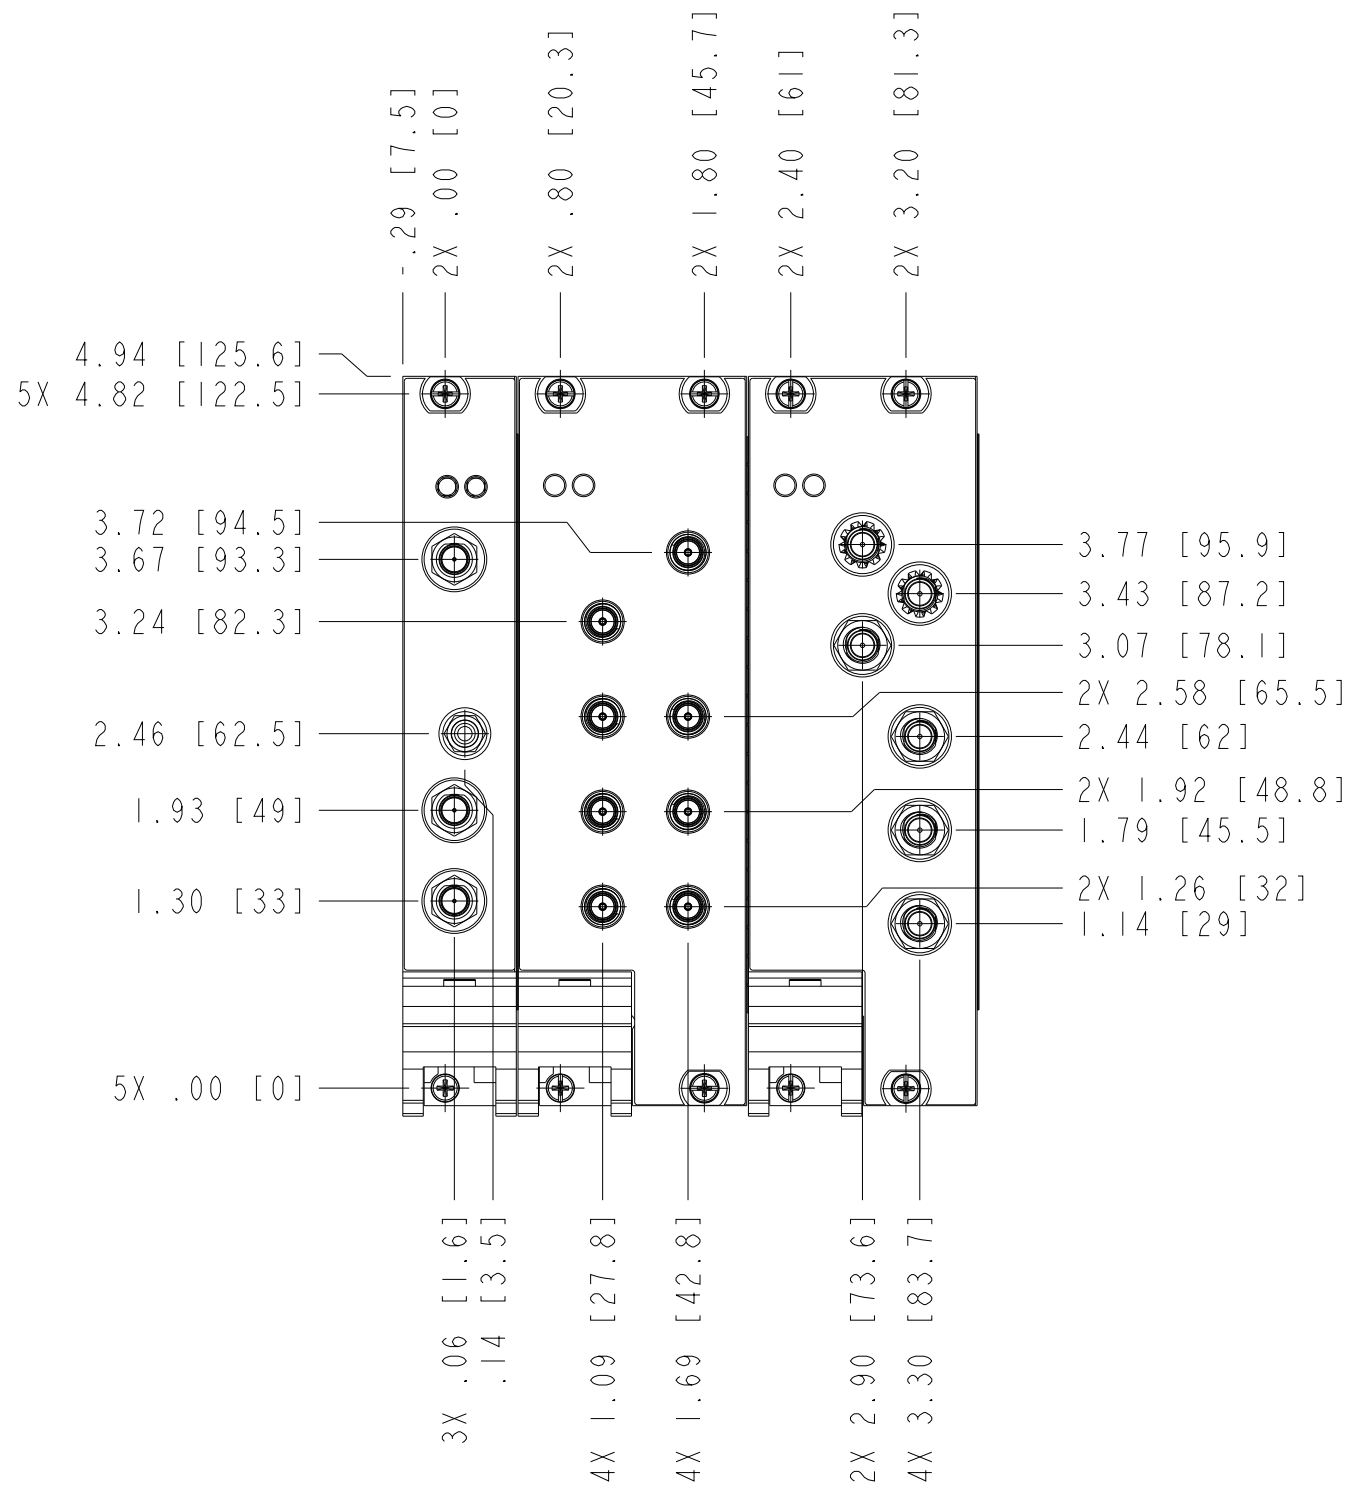 -.29 [7.5]
2X .00 [0]
2X .80 [20.3]
2X 1.80 [45.7]
2X 2.40 [61]
2X 3.20 [81.3]
4.94 [125.6]
5X 4.82 [122.5]
3.72 [94.5]
3.67 [93.3]
3.24 [82.3]
2.46 [62.5]
1.93 [49]
1.30 [33]
5X .00 [0]
3.77 [95.9]
3.43 [87.2]
3.07 [78.1]
2X 2.58 [65.5]
2.44 [62]
2X 1.92 [48.8]
1.79 [45.5]
2X 1.26 [32]
1.14 [29]
3X .06 [1.6]
.14 [3.5]
4X 1.09 [27.8]
4X 1.69 [42.8]
2X 2.90 [73.6]
4X 3.30 [83.7]